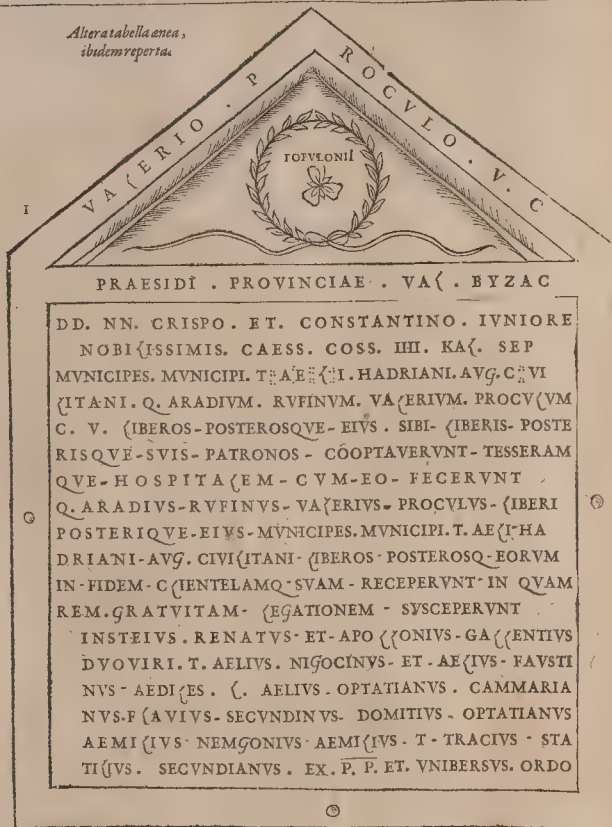 Altera tabella ænea,
ibidem reperta.
VALERIO . P ROCVLO . V. C
POPVLONII
I
PRAESIDI . PROVINCIAE . VAL . BYZAC
DD. NN. CRISPO . ET. CONSTANTINO . IVNIORE
NOBILISSIMIS. CAESS. COSS. IIII. KAL. SEP
MVNICIPES. MVNICIPI. T. AELI. HADRIANI. AVG. C. VI
LITANI. Q. ARADIVM. RVFINVM. VALERIVM. PROCVLVM
C. V. LIBEROS-POSTEROSQVE-EIVS. SIBI-LIBERIS-POSTE
RISQVE-SVIS-PATRONOS-COOPTAVERVNT-TESSERAM
QVE-HOSPITALEM-CVM-EO-FECERVNT
Q. ARADIVS-RVFINVS-VALERIVS-PROCVLVS-LIBERI
POSTERIQVE-EIVS-MVNICIPES. MVNICIPI. T. AELI-HA
DRIANI-AVG. CIVILITANI-LIBEROS-POSTEROSQ-EORVM
IN-FIDEM-CLIENTELAMQ-SVAM-RECEPERVNT-IN QVAM
REM. GRATVITAM-LEGATIONEM-SVSCEPERVNT
INSTEIVS. RENATVS-ET-APOLLONIVS-GALLENTIVS
DVOVIRI. T. AELIVS. NIGOCINVS-ET-AELIVS-FAVSTI
NVS-AEDILES. L. AELIVS-OPTATIANVS. CAMMARIA
NVS-FLAVIVS-SECVNDINVS-DOMITIVS-OPTATIANVS
AEMILIVS-NEMGONIVS-AEMILIVS-T-TRACIVS-STA
TILIVS. SECVNDIANVS. EX. P. P. ET. VNIBERSVS. ORDO